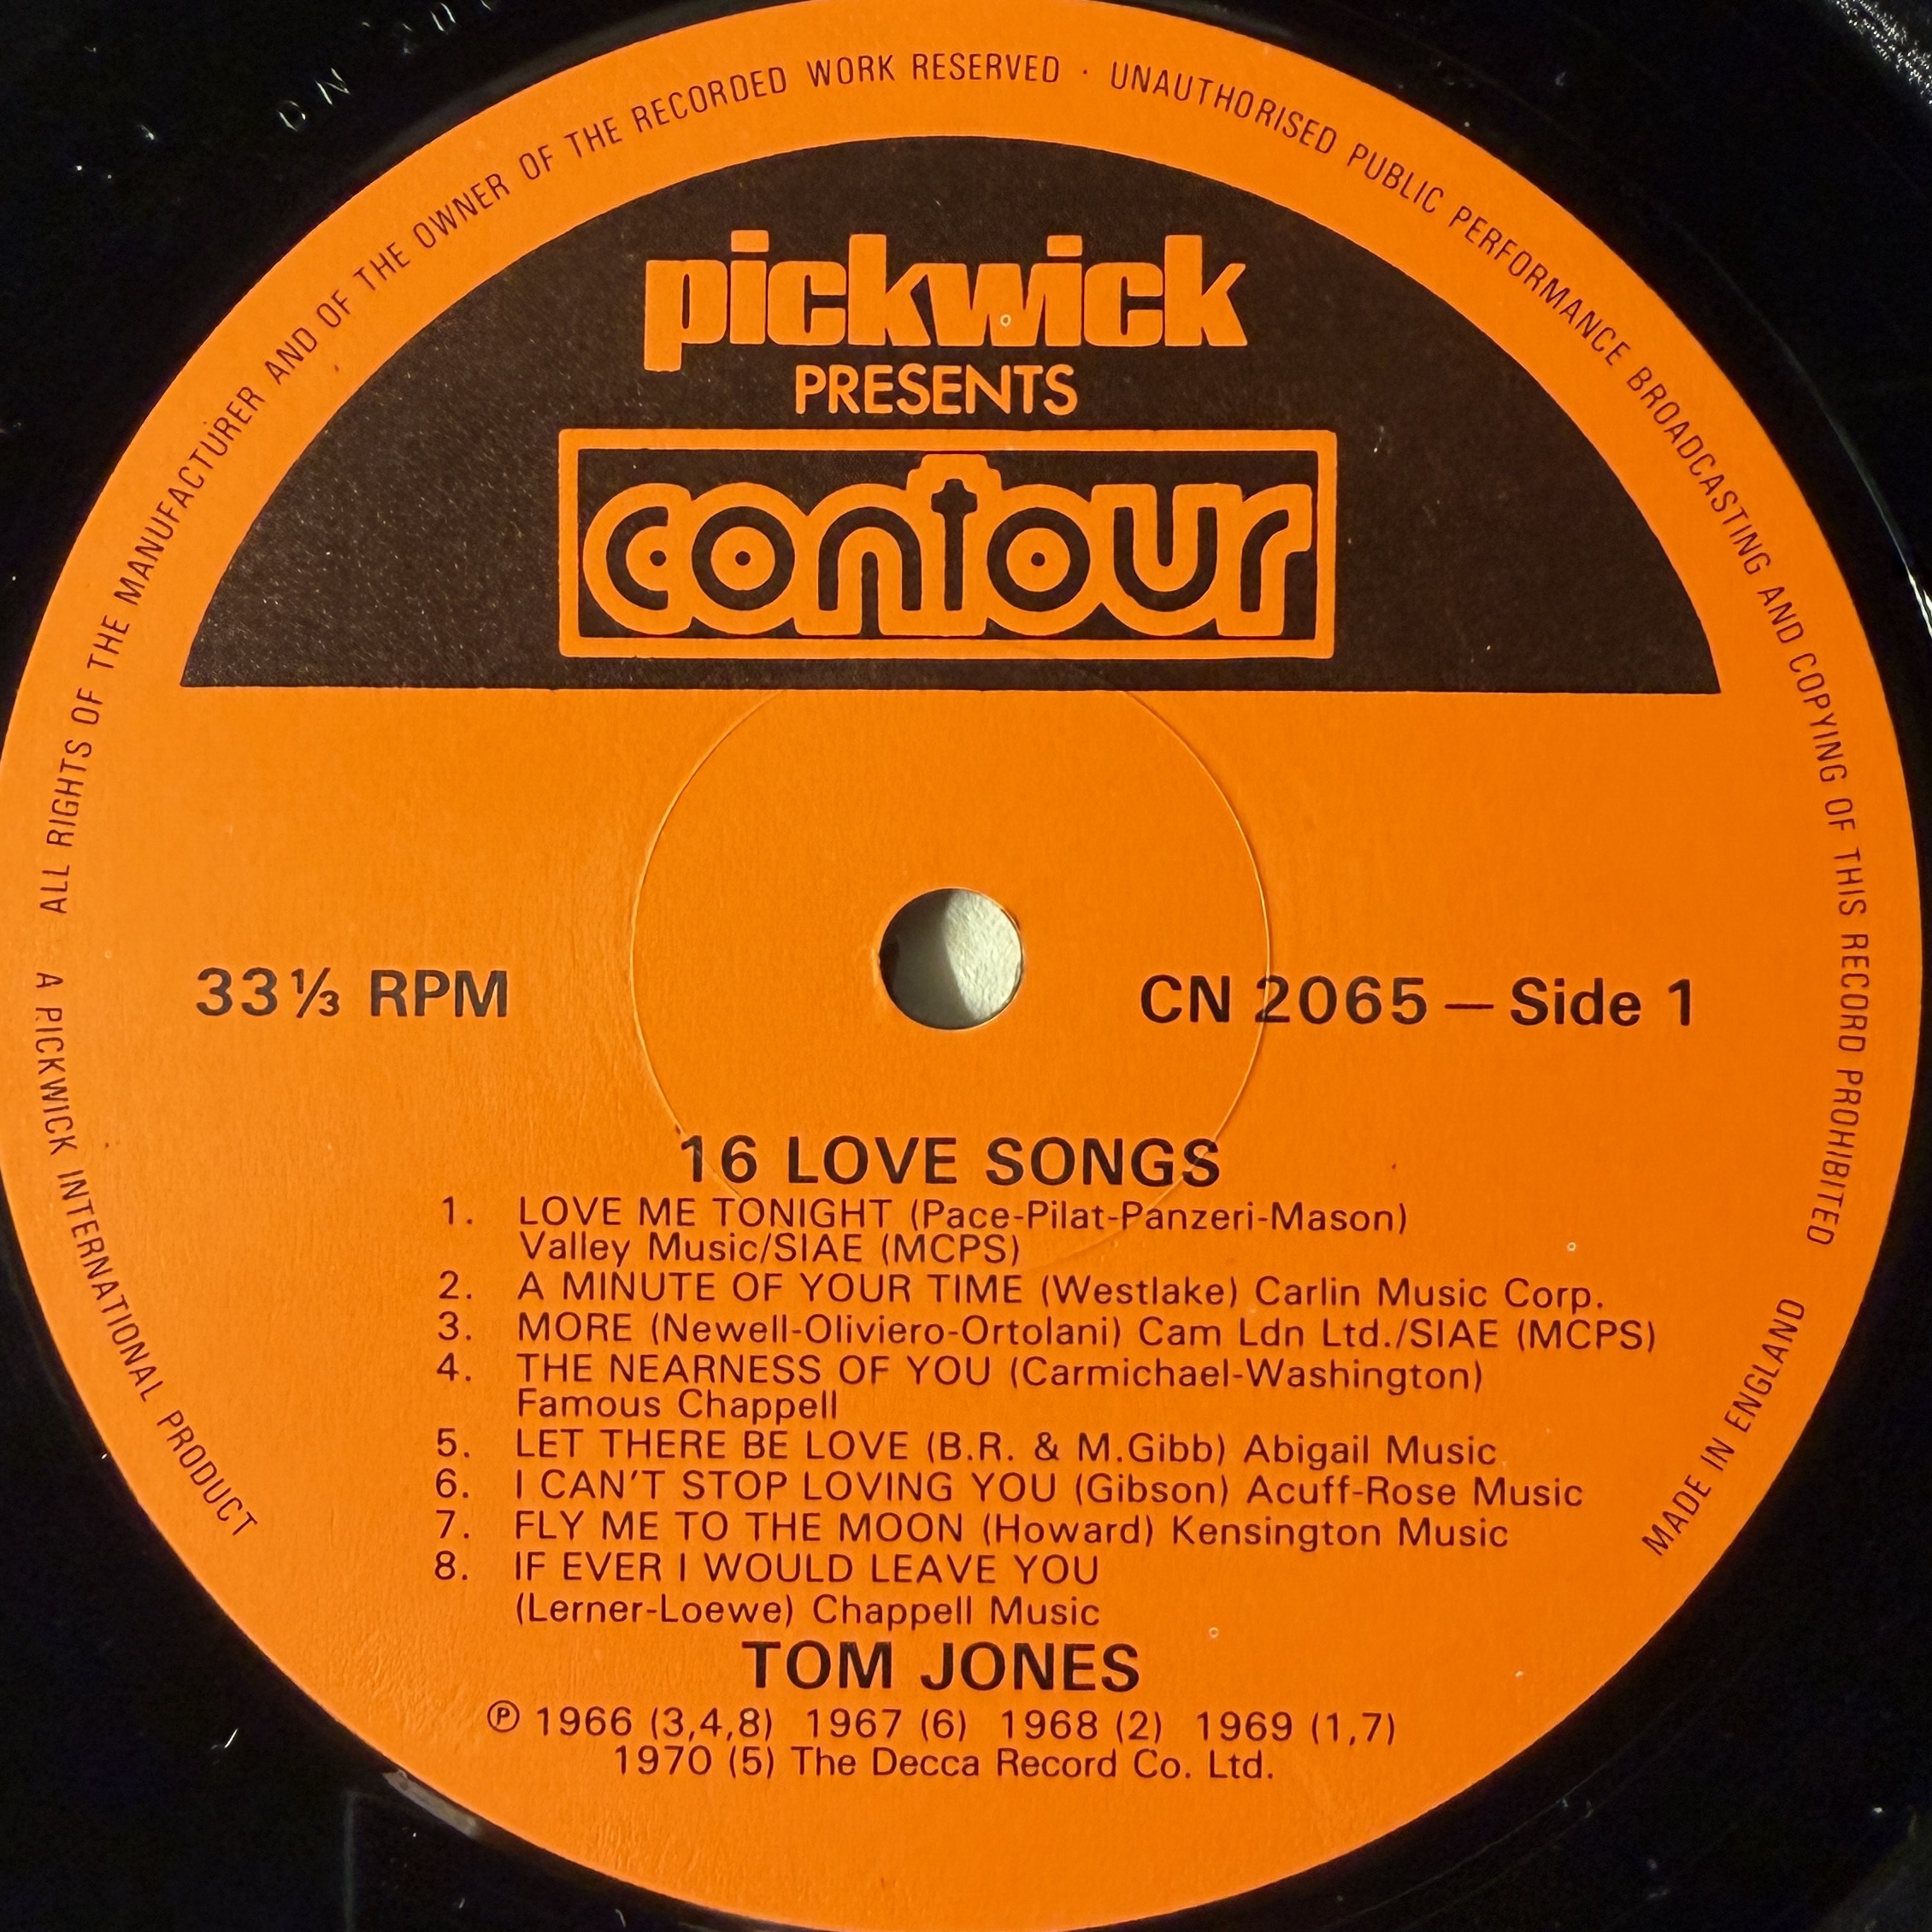 ALL RIGHTS OF THE MANUFACTURER AND OF THE OWNER OF THE RECORDED WORK RESERVED · UNAUTHORISED PUBLIC PERFORMANCE BROADCASTING AND COPYING OF THIS RECORD PROHIBITED
pickwick
PRESENTS
contour
33⅓ RPM
CN 2065 — Side 1
16 LOVE SONGS
1. LOVE ME TONIGHT (Pace-Pilat-Panzeri-Mason)
Valley Music/SIAE (MCPS)
2. A MINUTE OF YOUR TIME (Westlake) Carlin Music Corp.
3. MORE (Newell-Oliviero-Ortolani) Cam Ldn Ltd./SIAE (MCPS)
4. THE NEARNESS OF YOU (Carmichael-Washington)
Famous Chappell
5. LET THERE BE LOVE (B.R. & M.Gibb) Abigail Music
6. I CAN'T STOP LOVING YOU (Gibson) Acuff-Rose Music
7. FLY ME TO THE MOON (Howard) Kensington Music
8. IF EVER I WOULD LEAVE YOU
(Lerner-Loewe) Chappell Music
TOM JONES
℗ 1966 (3,4,8) 1967 (6) 1968 (2) 1969 (1,7)
1970 (5) The Decca Record Co. Ltd.
A PICKWICK INTERNATIONAL PRODUCT
MADE IN ENGLAND